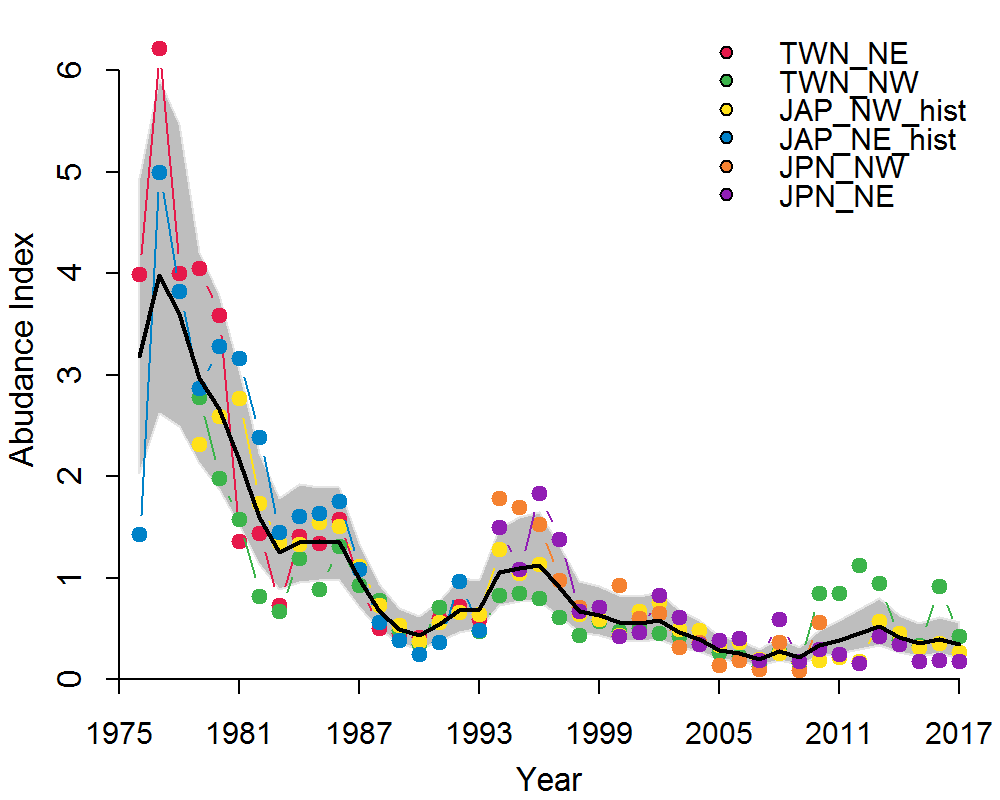 TWN_NE
TWN_NW
JAP_NW_hist
JAP_NE_hist
JPN_NW
JPN_NE
6
5
4
3
2
1
0
Abudance Index
1975 1981 1987 1993 1999 2005 2011 2017
Year